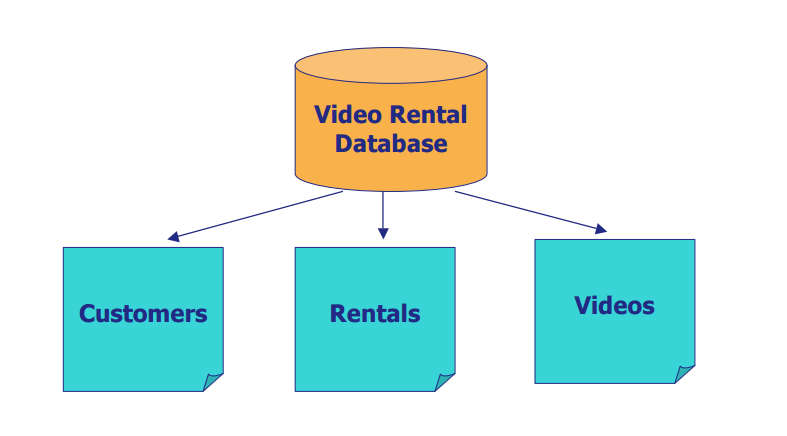 Video Rental
Database
Customers
Rentals
Videos